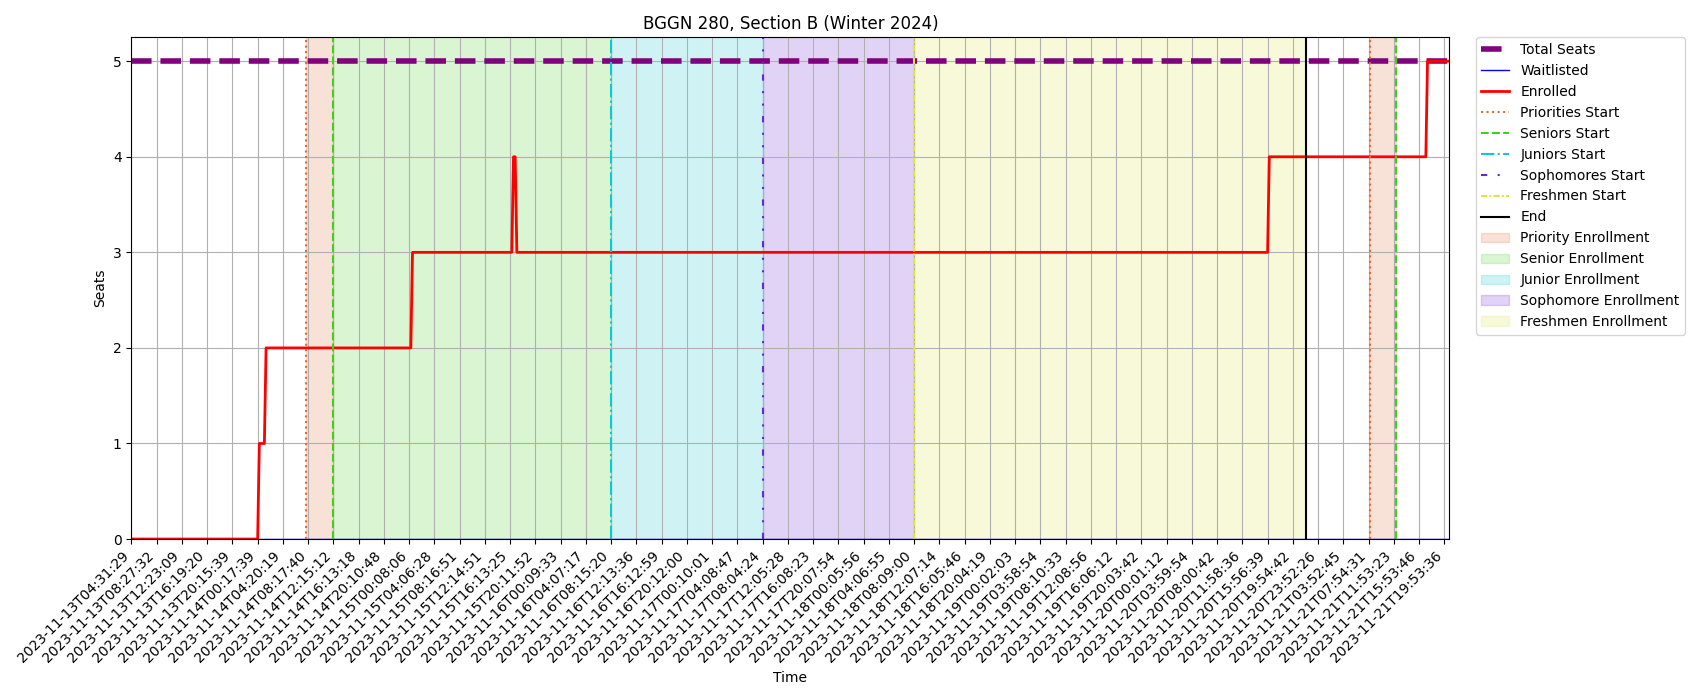 BGGN 280, Section B (Winter 2024)
Seats
5
4
3
2
1
0
2023-11-13T04:31:29
2023-11-13T08:27:32
2023-11-13T12:23:09
2023-11-13T16:19:20
2023-11-13T20:15:39
2023-11-14T00:17:39
2023-11-14T04:20:19
2023-11-14T08:17:40
2023-11-14T12:15:12
2023-11-14T16:13:18
2023-11-14T20:10:48
2023-11-15T00:08:06
2023-11-15T04:06:28
2023-11-15T08:16:51
2023-11-15T12:14:51
2023-11-15T16:13:25
2023-11-15T20:11:52
2023-11-16T00:09:33
2023-11-16T04:07:17
2023-11-16T08:15:20
2023-11-16T12:13:36
2023-11-16T16:12:59
2023-11-16T20:12:00
2023-11-17T00:10:01
2023-11-17T04:08:47
2023-11-17T08:04:24
2023-11-17T12:05:28
2023-11-17T16:08:23
2023-11-17T20:07:54
2023-11-18T00:05:56
2023-11-18T04:06:55
2023-11-18T08:09:00
2023-11-18T12:07:14
2023-11-18T16:05:46
2023-11-18T20:04:19
2023-11-19T00:02:03
2023-11-19T03:58:54
2023-11-19T08:10:33
2023-11-19T12:08:56
2023-11-19T16:06:12
2023-11-19T20:03:42
2023-11-20T00:01:12
2023-11-20T03:59:54
2023-11-20T08:00:42
2023-11-20T11:58:36
2023-11-20T15:56:39
2023-11-20T19:54:42
2023-11-20T23:52:26
2023-11-21T03:52:45
2023-11-21T07:54:31
2023-11-21T11:53:23
2023-11-21T15:53:46
2023-11-21T19:53:36
Time
Total Seats
Waitlisted
Enrolled
Priorities Start
Seniors Start
Juniors Start
Sophomores Start
Freshmen Start
End
Priority Enrollment
Senior Enrollment
Junior Enrollment
Sophomore Enrollment
Freshmen Enrollment